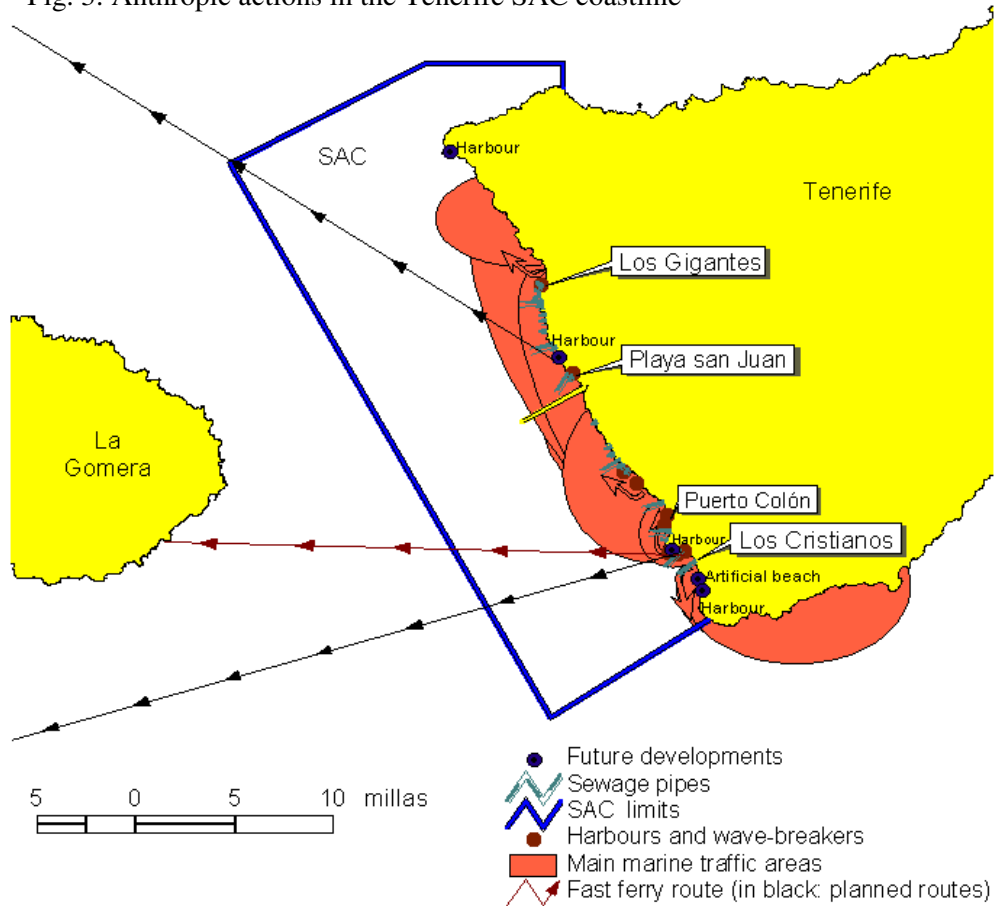 Fig. 3. Anthropic actions in the Tenerife SAC coastline
Harbour
SAC
Tenerife
Los Gigantes
Harbour
Playa san Juan
La
Gomera
Puerto Colón
Harbour
Los Cristianos
Artificial beach
Harbour
Future developments
Sewage pipes
SAC limits
Harbours and wave-breakers
Main marine traffic areas
Fast ferry route (in black: planned routes)
5 0 5 10 millas